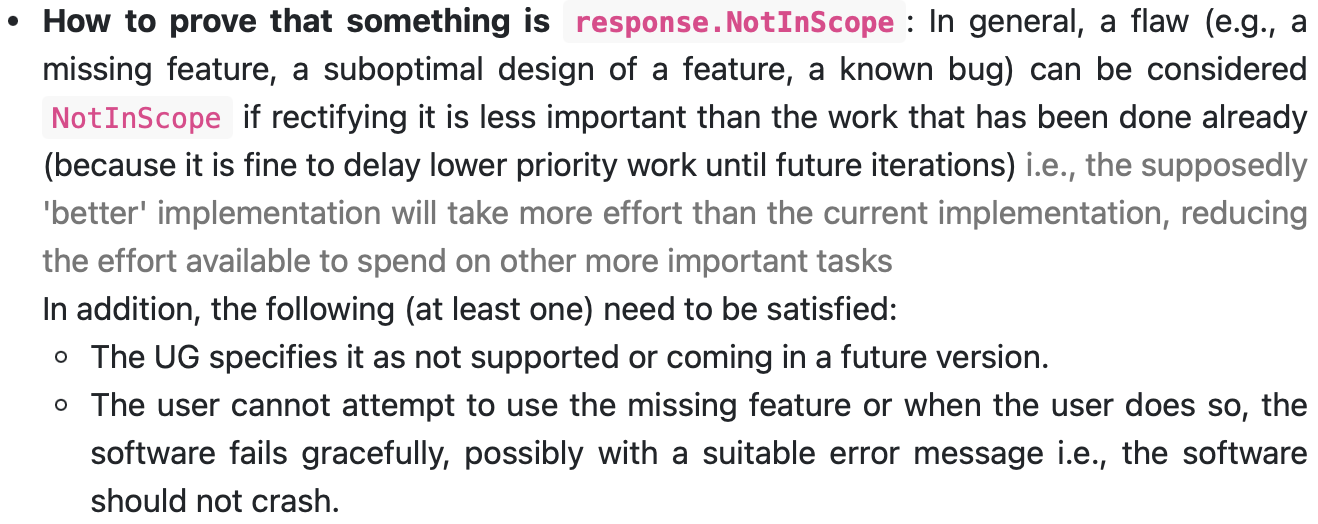 • How to prove that something is response.NotInScope: In general, a flaw (e.g., a
missing feature, a suboptimal design of a feature, a known bug) can be considered
NotInScope if rectifying it is less important than the work that has been done already
(because it is fine to delay lower priority work until future iterations) i.e., the supposedly
'better' implementation will take more effort than the current implementation, reducing
the effort available to spend on other more important tasks
In addition, the following (at least one) need to be satisfied:
○ The UG specifies it as not supported or coming in a future version.
○ The user cannot attempt to use the missing feature or when the user does so, the
software fails gracefully, possibly with a suitable error message i.e., the software
should not crash.